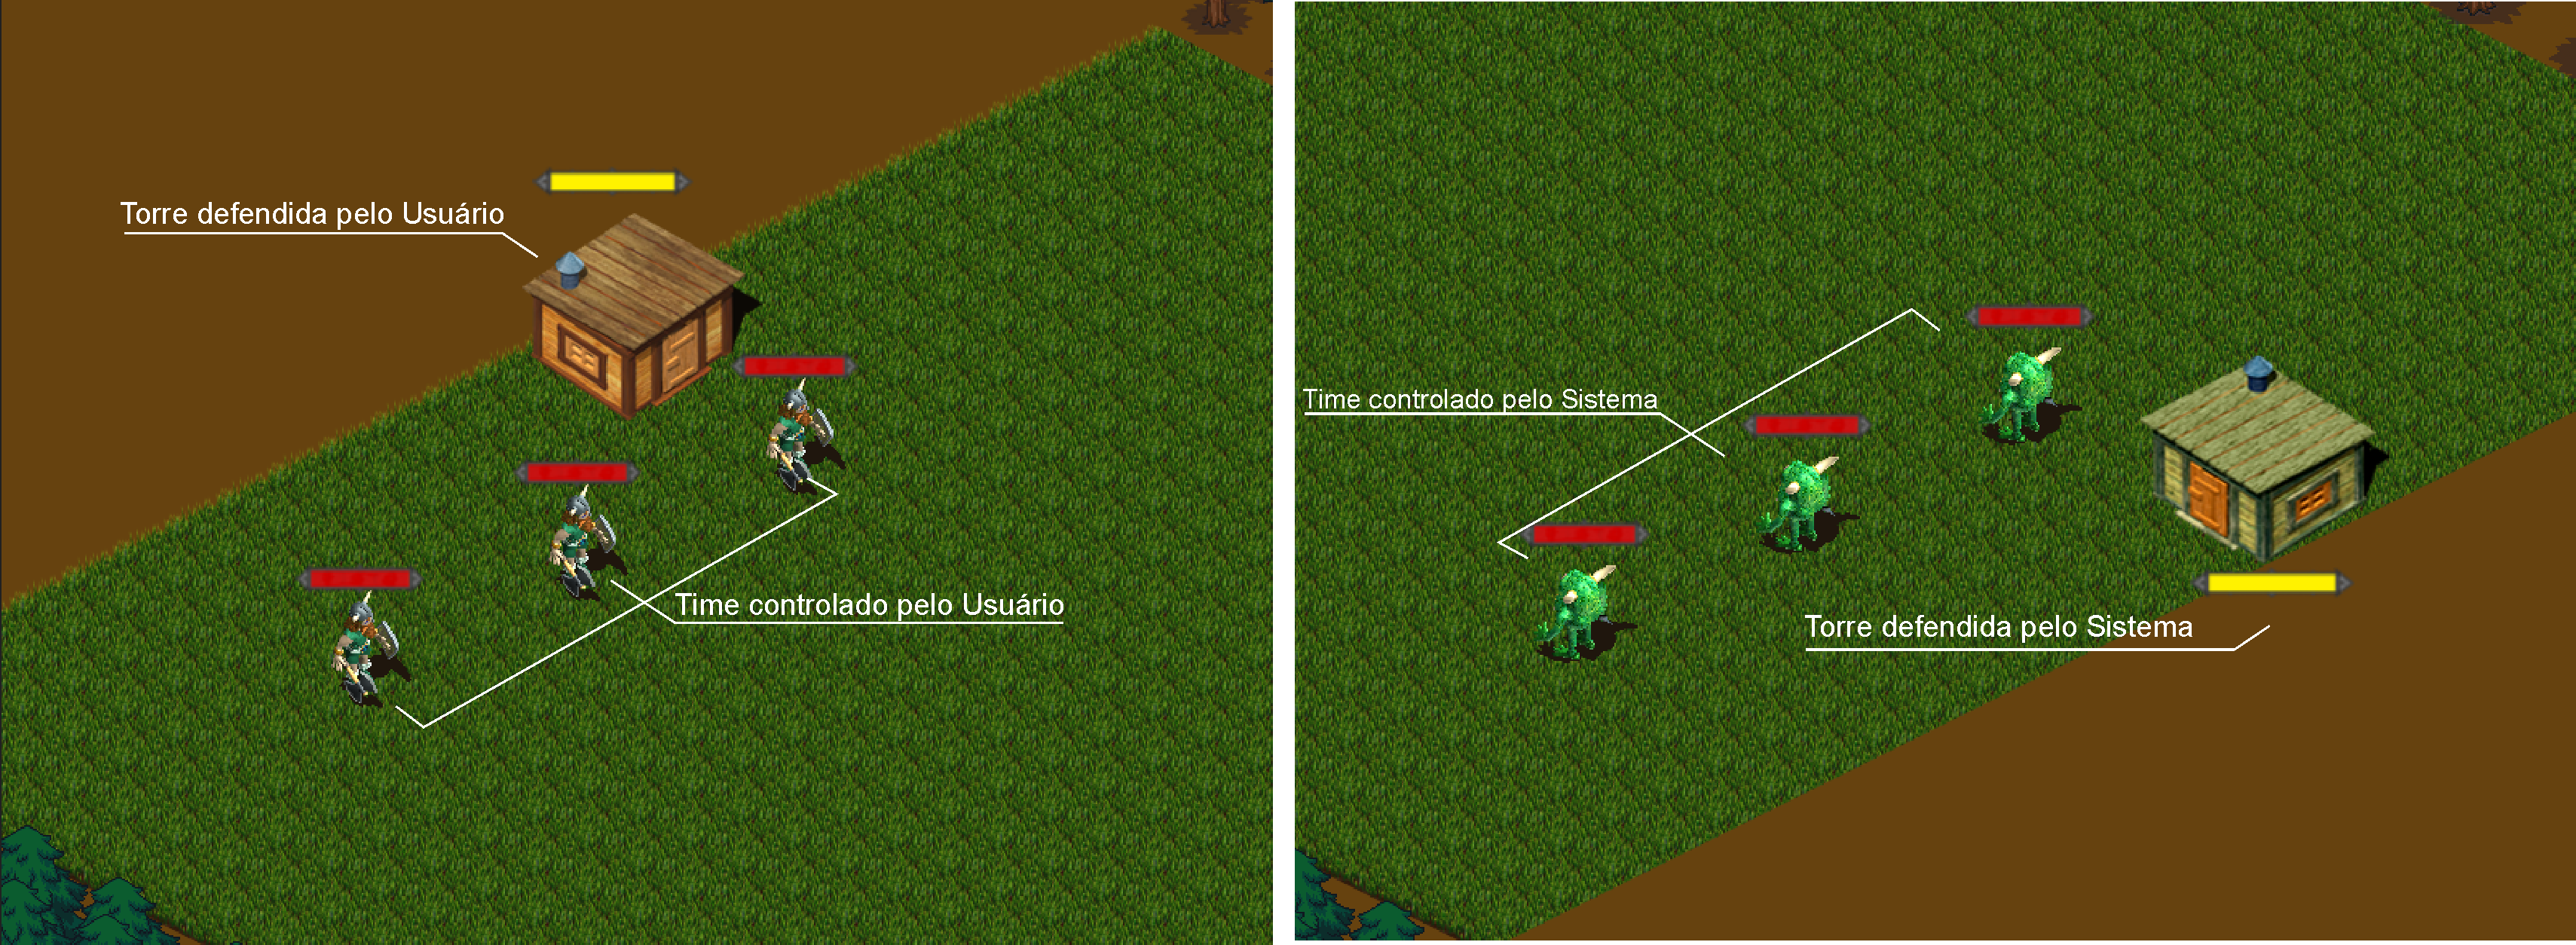 Torre defendida pelo Usuário
Time controlado pelo Usuário
Time controlado pelo Sistema
Torre defendida pelo Sistema